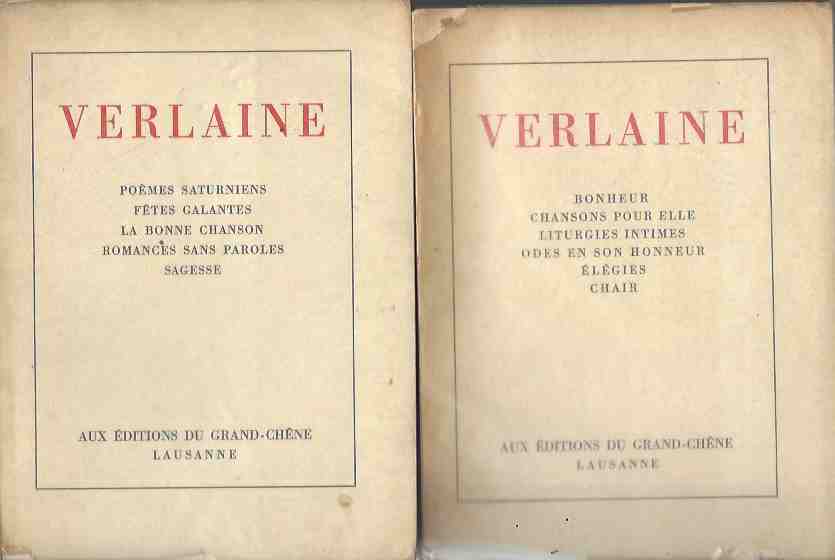 VERLAINE
POÈMES SATURNIENS
FÊTES GALANTES
LA BONNE CHANSON
ROMANCES SANS PAROLES
SAGESSE
AUX ÉDITIONS DU GRAND-CHÊNE
LAUSANNE
VERLAINE
BONHEUR
CHANSONS POUR ELLE
LITURGIES INTIMES
ODES EN SON HONNEUR
ÉLÉGIES
CHAIR
AUX ÉDITIONS DU GRAND-CHÊNE
LAUSANNE